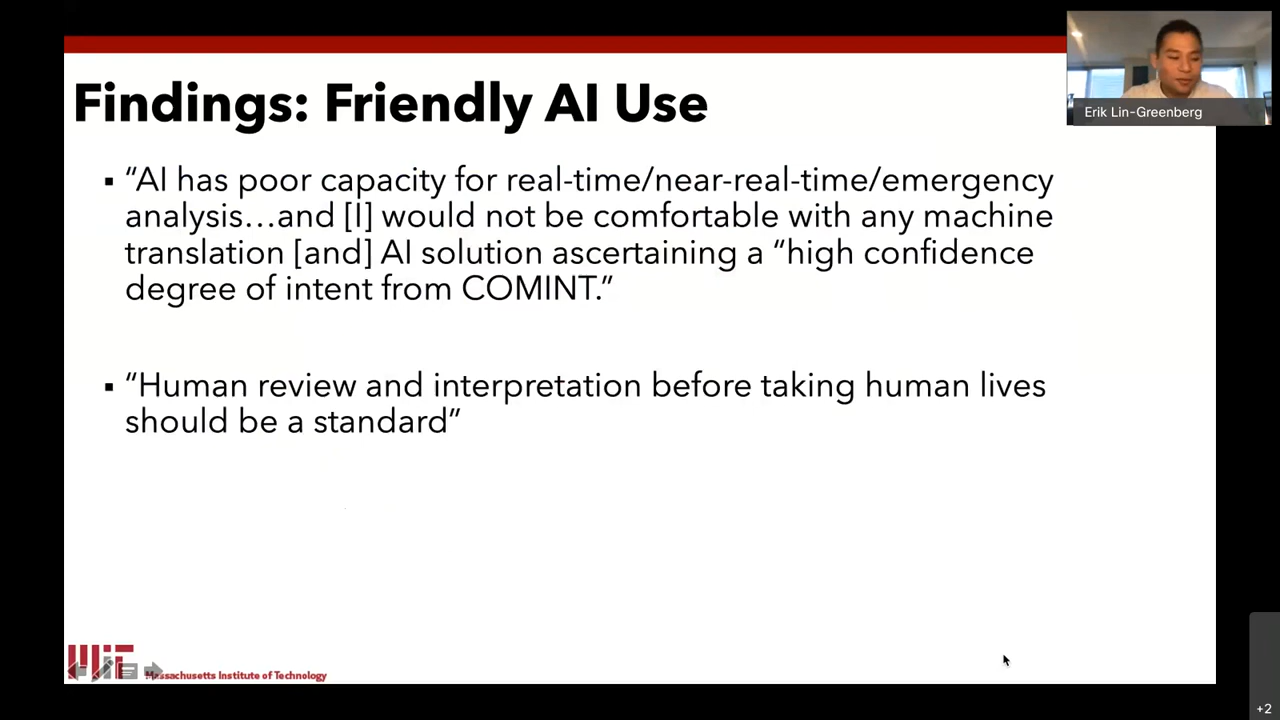 Findings: Friendly AI Use
Erik Lin-Greenberg
▪ “AI has poor capacity for real-time/near-real-time/emergency
analysis…and [I] would not be comfortable with any machine
translation [and] AI solution ascertaining a “high confidence
degree of intent from COMINT.”
▪ “Human review and interpretation before taking human lives
should be a standard”
MIT
Massachusetts Institute of Technology
+2